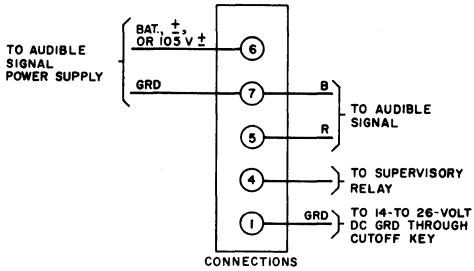 BAT., ±,
OR 105 V ±
TO AUDIBLE
SIGNAL
POWER SUPPLY
GRD
6
7
B
5
R
TO AUDIBLE
SIGNAL
4
TO SUPERVISORY
RELAY
1
GRD
TO 14-TO 26-VOLT
DC GRD THROUGH
CUTOFF KEY
CONNECTIONS